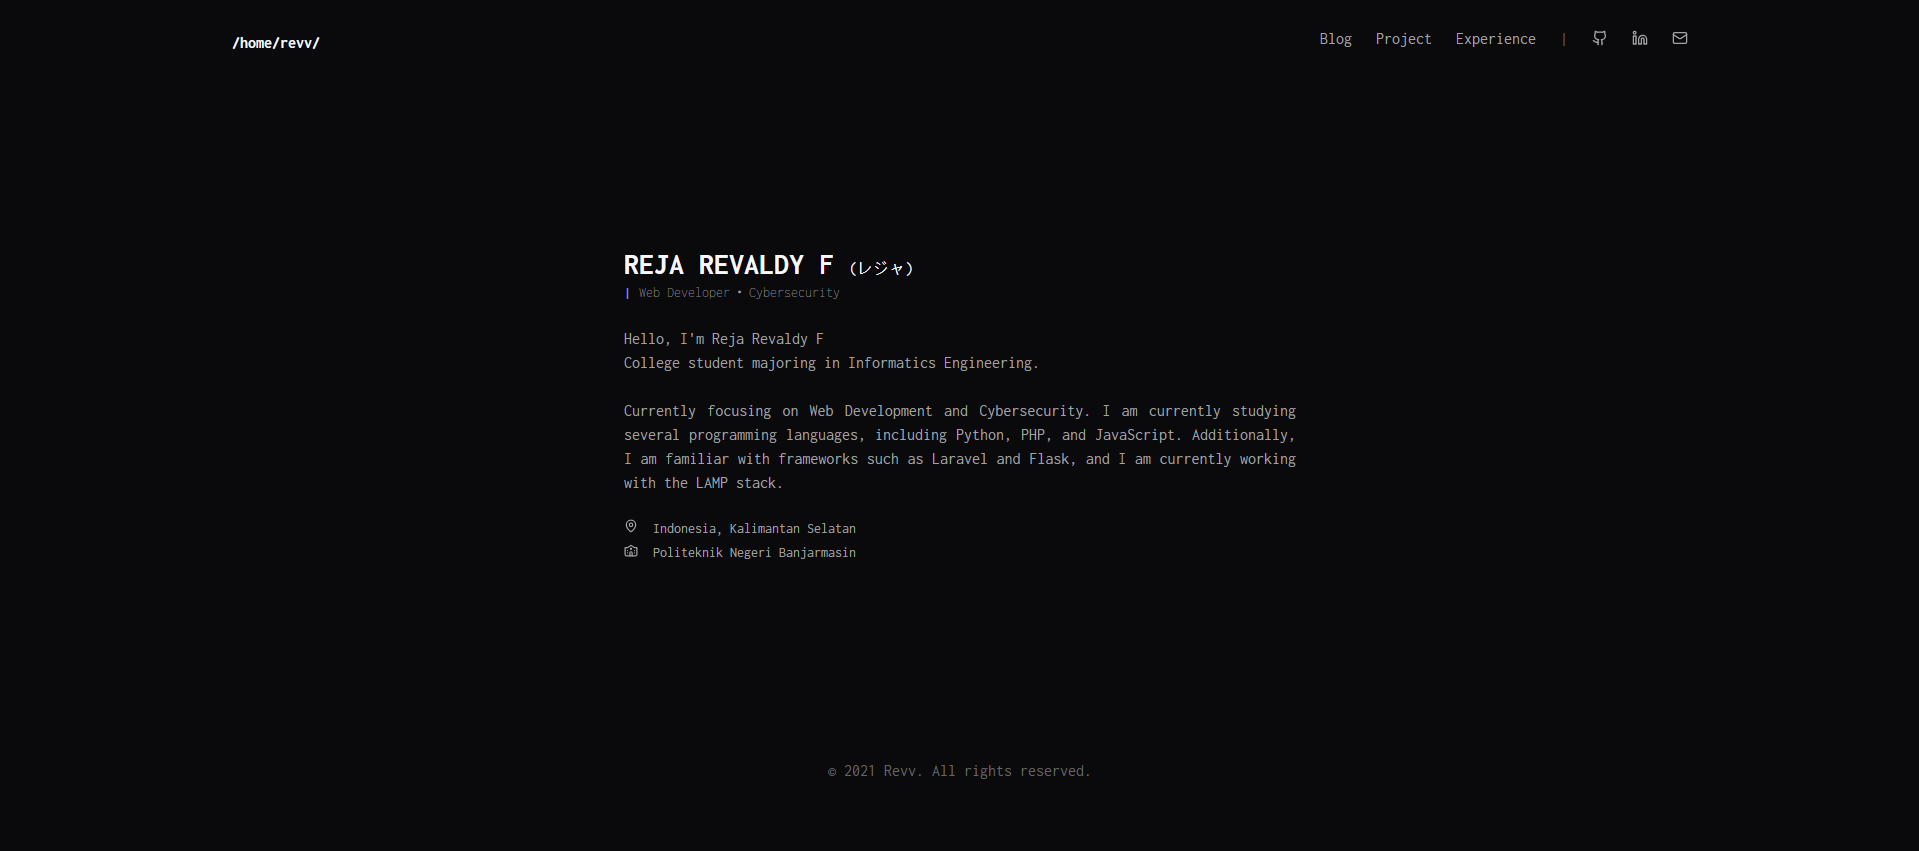 /home/revv/
Blog Project Experience |
REJA REVALDY F (レジャ)
| Web Developer • Cybersecurity
Hello, I'm Reja Revaldy F
College student majoring in Informatics Engineering.
Currently focusing on Web Development and Cybersecurity. I am currently studying
several programming languages, including Python, PHP, and JavaScript. Additionally,
I am familiar with frameworks such as Laravel and Flask, and I am currently working
with the LAMP stack.
Indonesia, Kalimantan Selatan
Politeknik Negeri Banjarmasin
© 2021 Revv. All rights reserved.